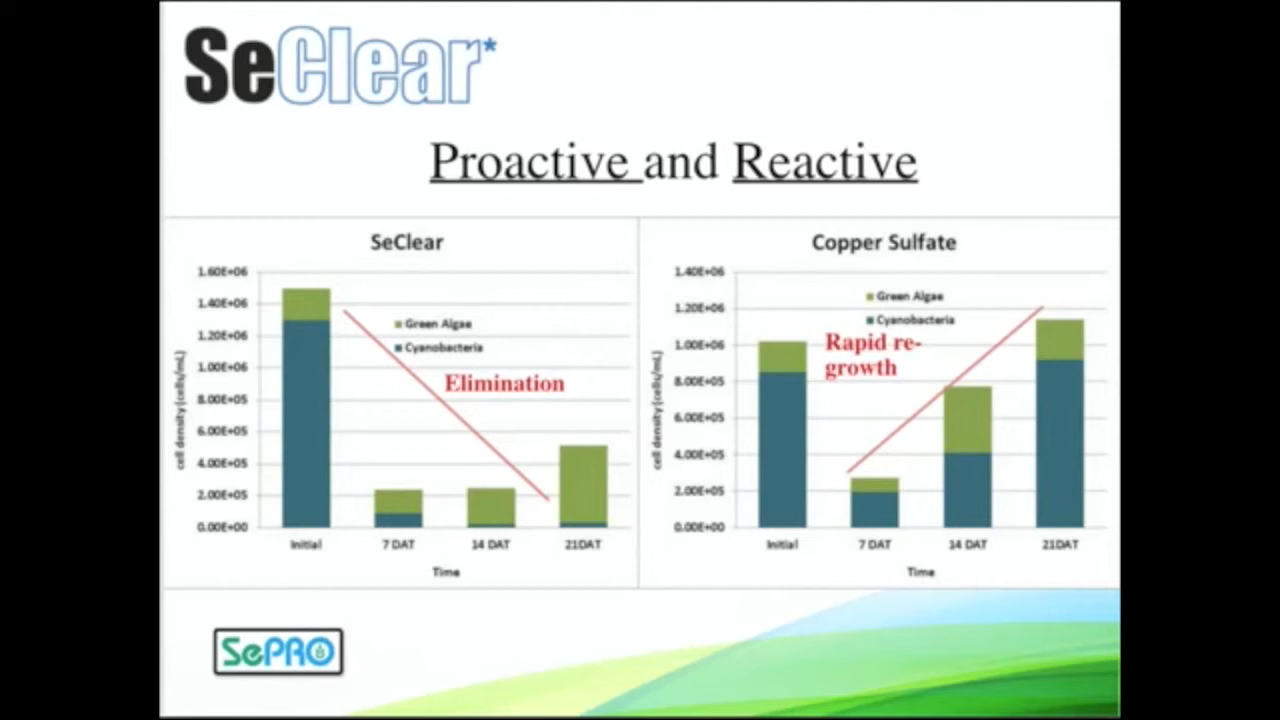 SeClear*
Proactive and Reactive
SeClear
1.60E+06
1.40E+06
1.20E+06
1.00E+06
8.00E+05
6.00E+05
4.00E+05
2.00E+05
0.00E+00
cell density (cells/mL)
Green Algae
Cyanobacteria
Elimination
Initial
7 DAT
14 DAT
21DAT
Time
Copper Sulfate
1.40E+06
1.20E+06
1.00E+06
8.00E+05
6.00E+05
4.00E+05
2.00E+05
0.00E+00
cell density (cells/mL)
Green Algae
Cyanobacteria
Rapid re-
growth
Initial
7 DAT
14 DAT
21DAT
Time
SePRO